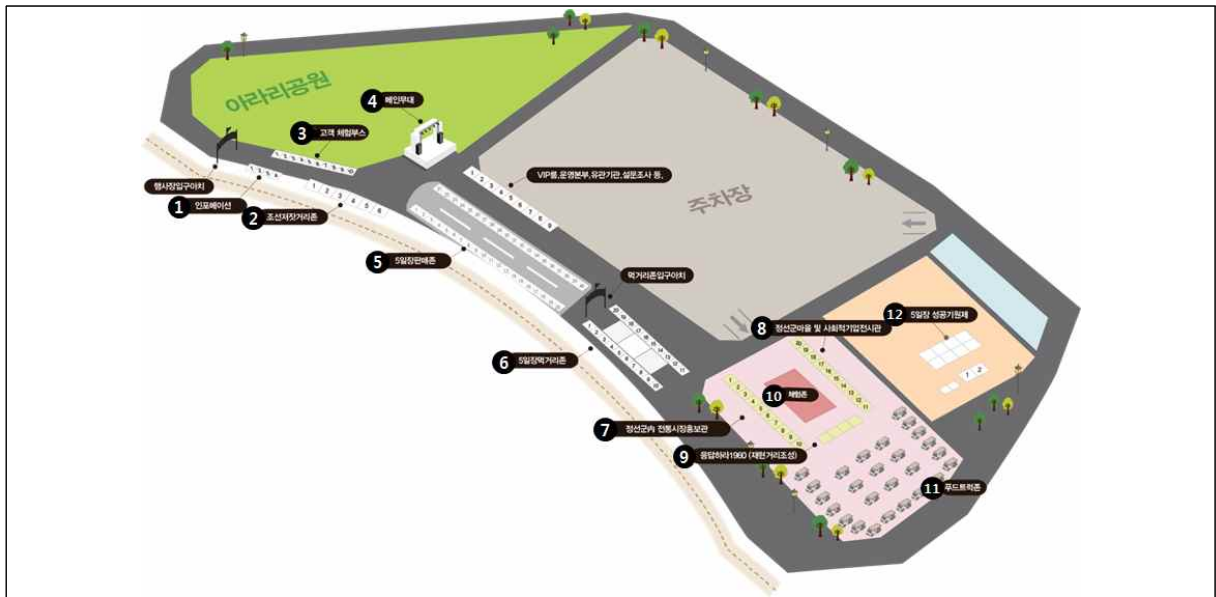 아라리공원
4 메인무대
3 고객 체험부스
행사장입구아치
1 인포메이션
2 조선저잣거리존
VIP룸,운영본부,유관기관,설문조사 등,
주차장
5 5일장판매존
먹거리존입구아치
6 5일장먹거리존
8 정선군마을 및 사회적기업전시관
12 5일장 성공기원제
10 체험존
7 정선군內 전통시장홍보관
9 응답하라1980 (재현거리조성)
11 푸드트럭존